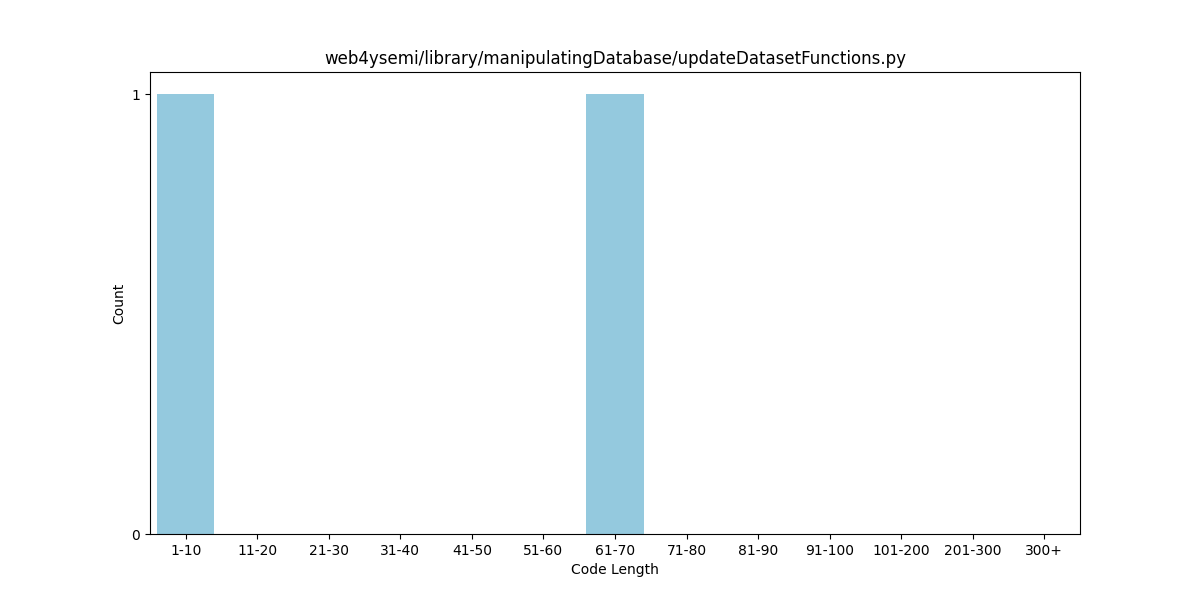 web4ysemi/library/manipulatingDatabase/updateDatasetFunctions.py
1
Count
0
1-10 11-20 21-30 31-40 41-50 51-60 61-70 71-80 81-90 91-100 101-200 201-300 300+
Code Length